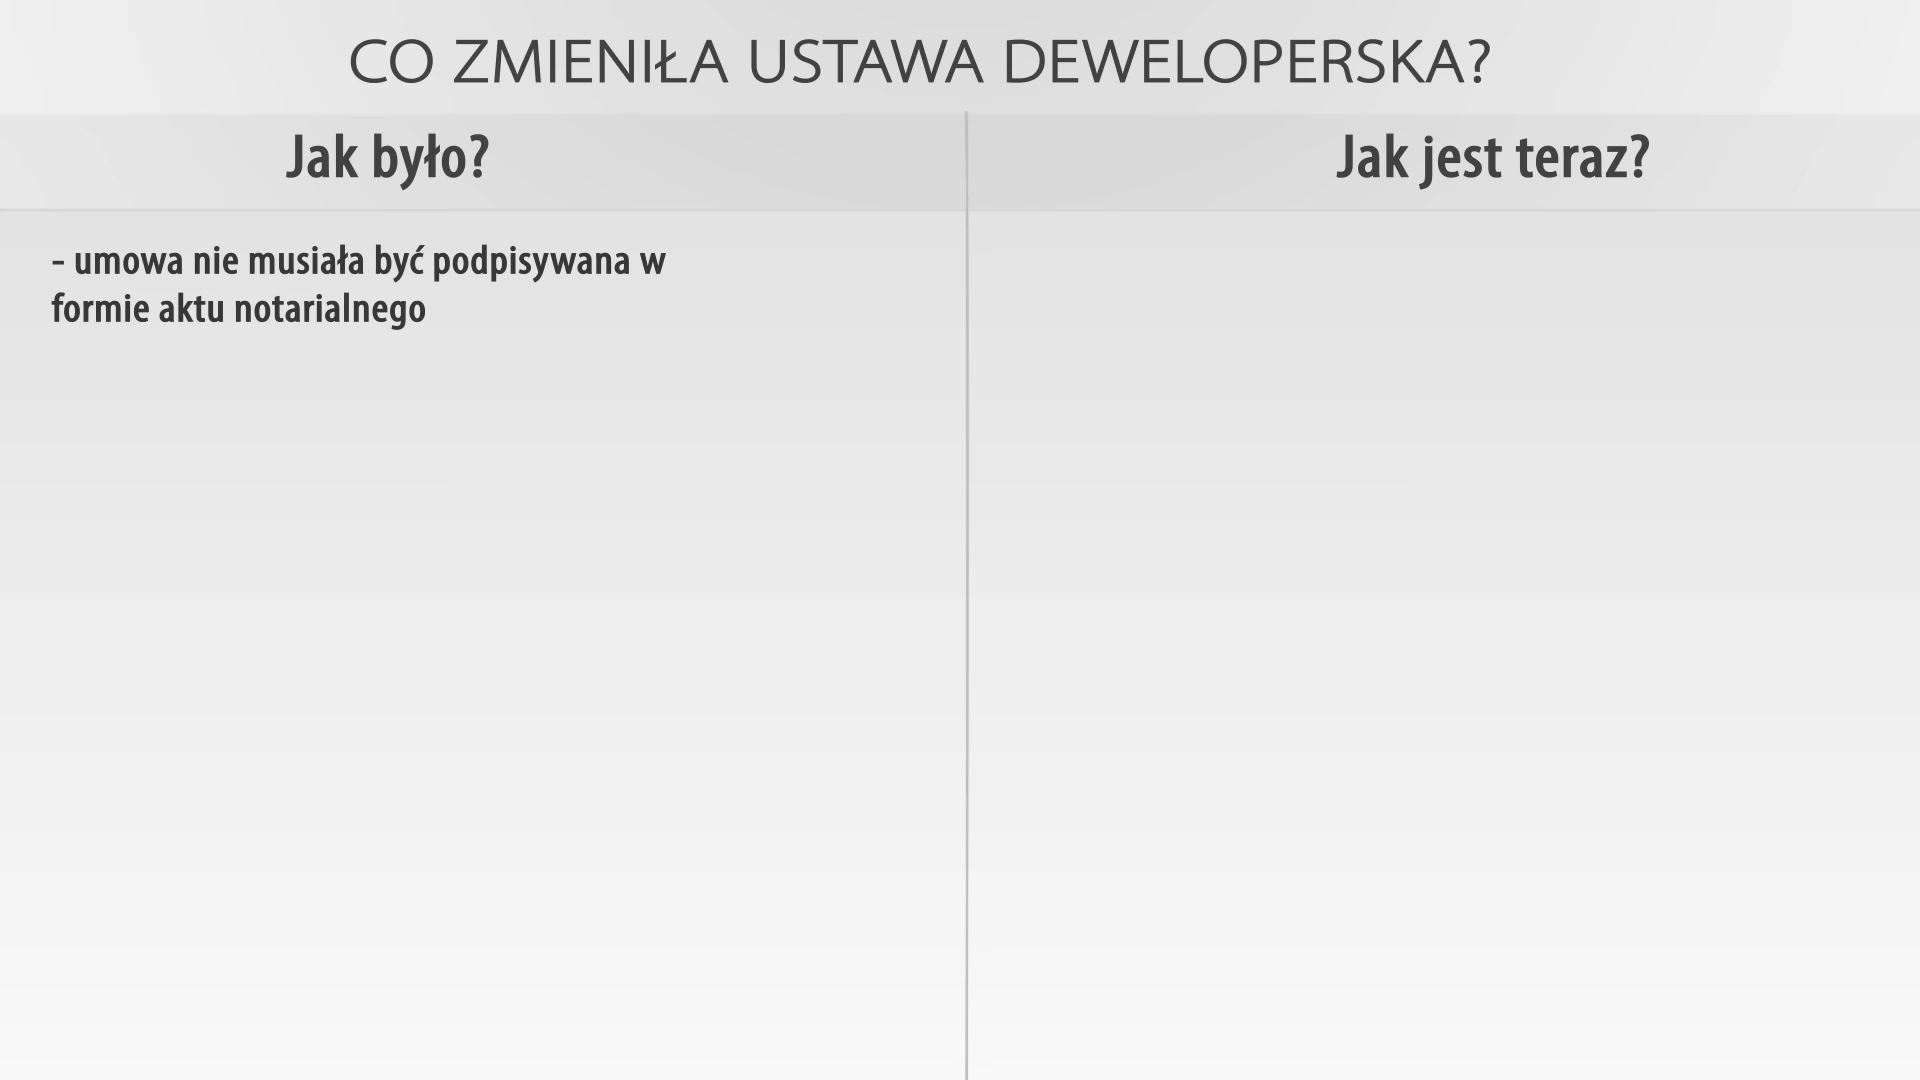 CO ZMIENIŁA USTAWA DEWELOPERSKA?
Jak było?
Jak jest teraz?
– umowa nie musiała być podpisywana w
formie aktu notarialnego